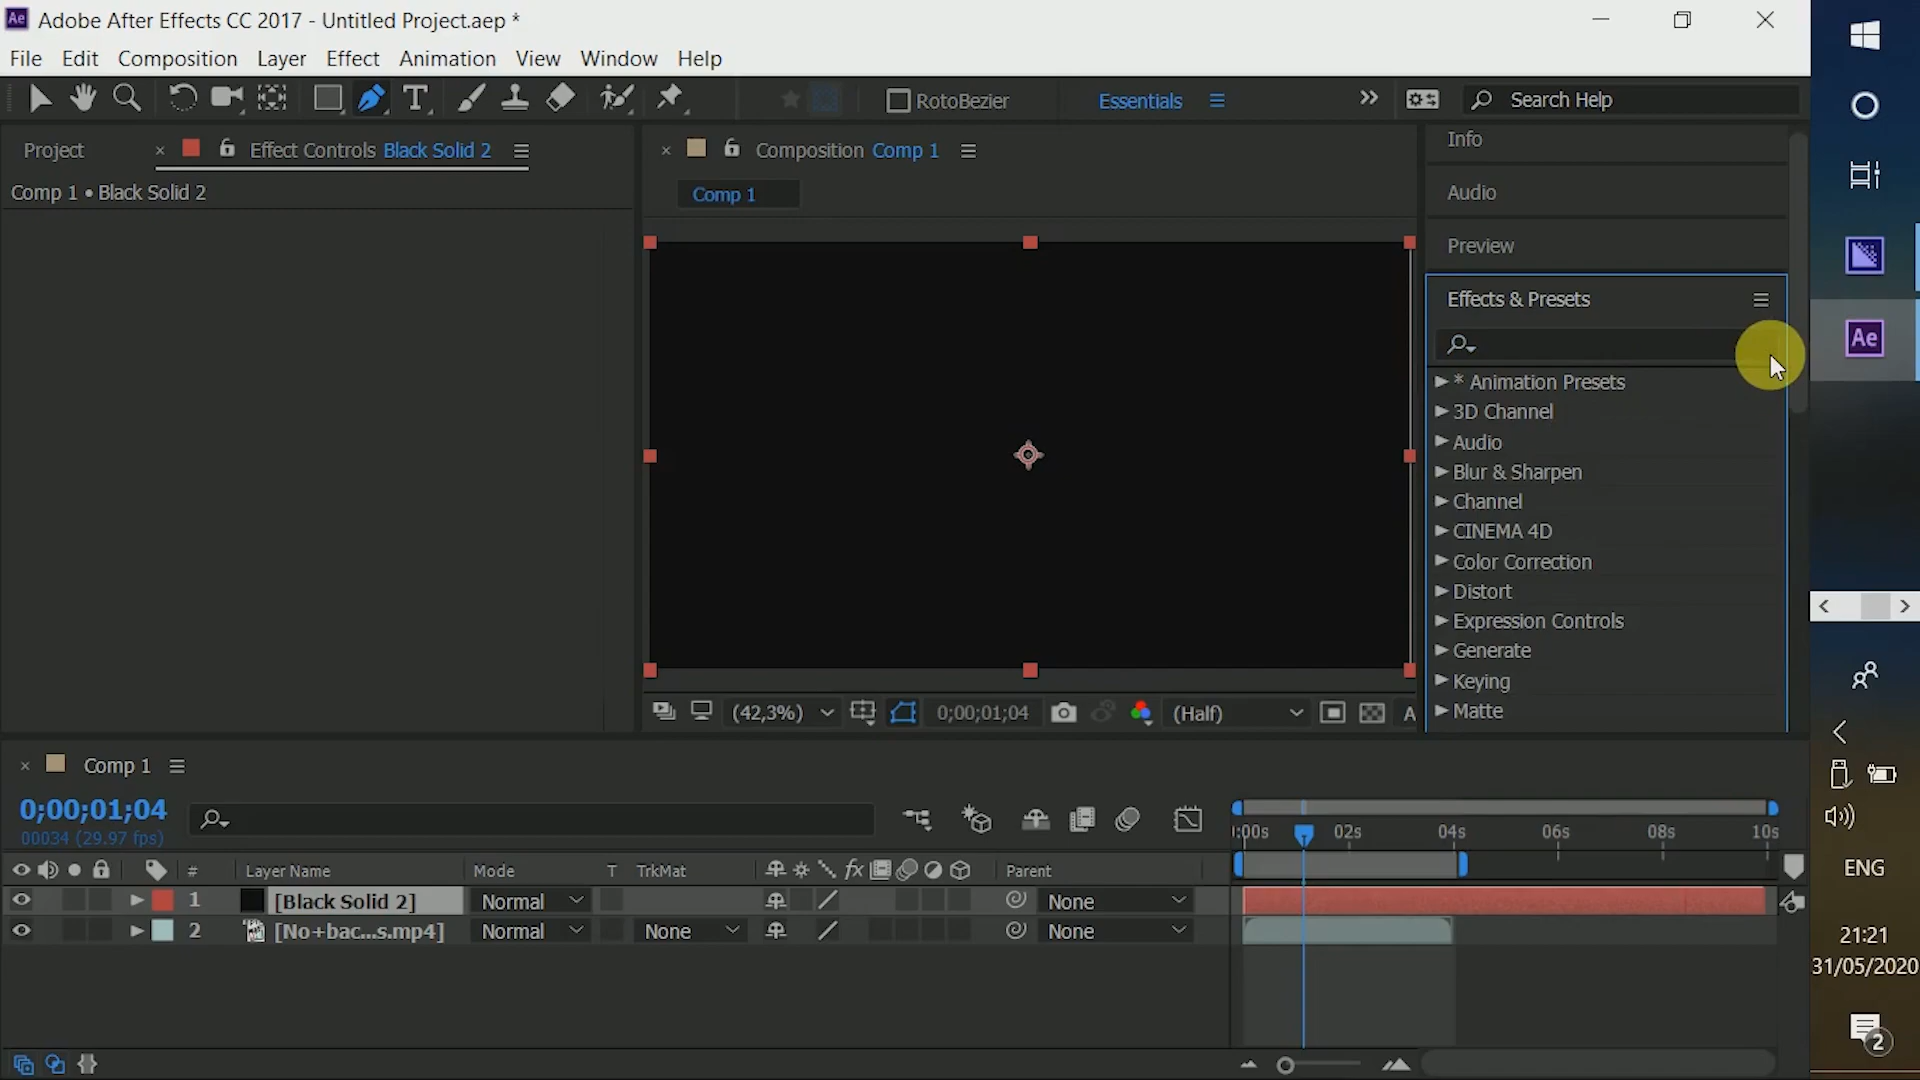 Ae Adobe After Effects CC 2017 - Untitled Project.aep *
File Edit Composition Layer Effect Animation View Window Help
T RotoBezier Essentials Search Help
Project Effect Controls Black Solid 2
Comp 1 • Black Solid 2
Composition Comp 1
Comp 1
Info
Audio
Preview
Effects & Presets
* Animation Presets
3D Channel
Audio
Blur & Sharpen
Channel
CINEMA 4D
Color Correction
Distort
Expression Controls
Generate
Keying
Matte
(42,3%) 0;00;01;04 (Half) A
Comp 1
0;00;01;04
00034 (29.97 fps)
:00s 02s 04s 06s 08s 10s
# Layer Name Mode T TrkMat fx Parent
1 [Black Solid 2] Normal None
2 [No+bac...s.mp4] Normal None None
Ae
ENG
21:21
31/05/2020
2